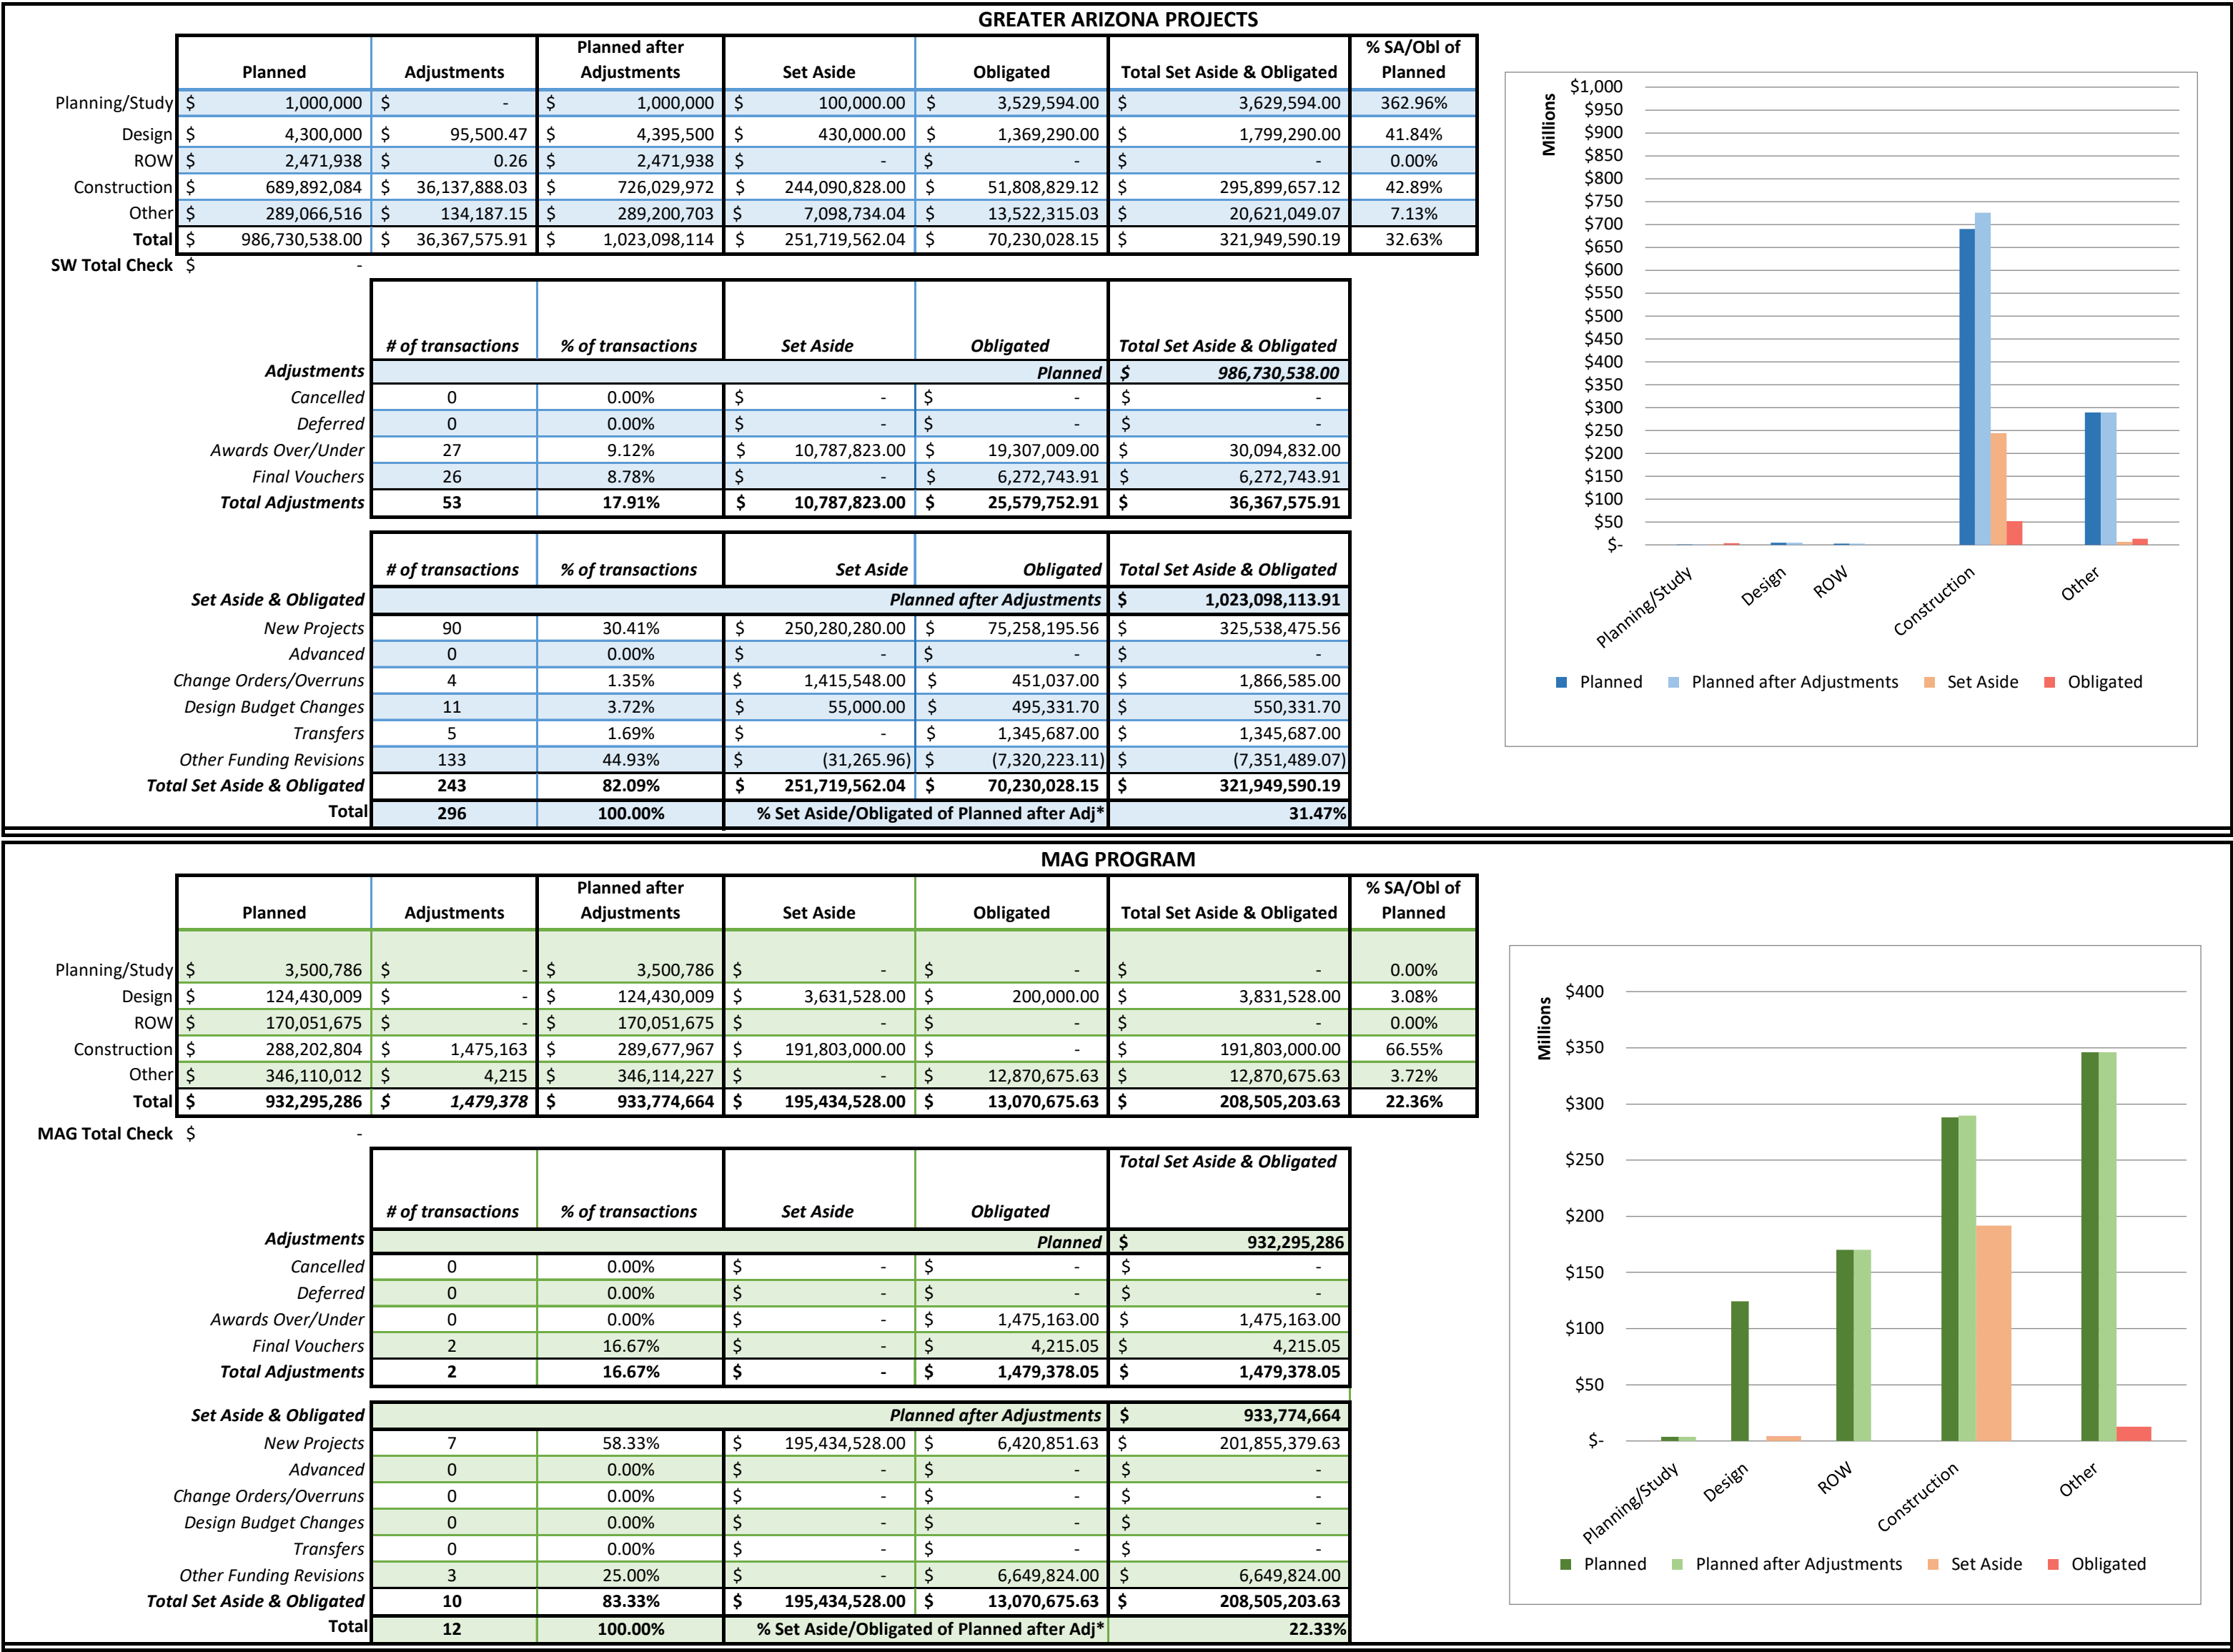 GREATER ARIZONA PROJECTS
Planned Adjustments Planned after Adjustments Set Aside Obligated Total Set Aside & Obligated % SA/Obl of Planned
Planning/Study $ 1,000,000 $ - $ 1,000,000 $ 100,000.00 $ 3,529,594.00 $ 3,629,594.00 362.96%
Design $ 4,300,000 $ 95,500.47 $ 4,395,500 $ 430,000.00 $ 1,369,290.00 $ 1,799,290.00 41.84%
ROW $ 2,471,938 $ 0.26 $ 2,471,938 $ - $ - $ - 0.00%
Construction $ 689,892,084 $ 36,137,888.03 $ 726,029,972 $ 244,090,828.00 $ 51,808,829.12 $ 295,899,657.12 42.89%
Other $ 289,066,516 $ 134,187.15 $ 289,200,703 $ 7,098,734.04 $ 13,522,315.03 $ 20,621,049.07 7.13%
Total $ 986,730,538.00 $ 36,367,575.91 $ 1,023,098,114 $ 251,719,562.04 $ 70,230,028.15 $ 321,949,590.19 32.63%
SW Total Check $ -
# of transactions % of transactions Set Aside Obligated Total Set Aside & Obligated
Adjustments Planned $ 986,730,538.00
Cancelled 0 0.00% $ - $ - $ -
Deferred 0 0.00% $ - $ - $ -
Awards Over/Under 27 9.12% $ 10,787,823.00 $ 19,307,009.00 $ 30,094,832.00
Final Vouchers 26 8.78% $ - $ 6,272,743.91 $ 6,272,743.91
Total Adjustments 53 17.91% $ 10,787,823.00 $ 25,579,752.91 $ 36,367,575.91
# of transactions % of transactions Set Aside Obligated Total Set Aside & Obligated
Set Aside & Obligated Planned after Adjustments $ 1,023,098,113.91
New Projects 90 30.41% $ 250,280,280.00 $ 75,258,195.56 $ 325,538,475.56
Advanced 0 0.00% $ - $ - $ -
Change Orders/Overruns 4 1.35% $ 1,415,548.00 $ 451,037.00 $ 1,866,585.00
Design Budget Changes 11 3.72% $ 55,000.00 $ 495,331.70 $ 550,331.70
Transfers 5 1.69% $ - $ 1,345,687.00 $ 1,345,687.00
Other Funding Revisions 133 44.93% $ (31,265.96) $ (7,320,223.11) $ (7,351,489.07)
Total Set Aside & Obligated 243 82.09% $ 251,719,562.04 $ 70,230,028.15 $ 321,949,590.19
Total 296 100.00% % Set Aside/Obligated of Planned after Adj* 31.47%
Millions
$1,000
$950
$900
$850
$800
$750
$700
$650
$600
$550
$500
$450
$400
$350
$300
$250
$200
$150
$100
$50
$-
Planning/Study Design ROW Construction Other
Planned Planned after Adjustments Set Aside Obligated
MAG PROGRAM
Planned Adjustments Planned after Adjustments Set Aside Obligated Total Set Aside & Obligated % SA/Obl of Planned
Planning/Study $ 3,500,786 $ - $ 3,500,786 $ - $ - $ - 0.00%
Design $ 124,430,009 $ - $ 124,430,009 $ 3,631,528.00 $ 200,000.00 $ 3,831,528.00 3.08%
ROW $ 170,051,675 $ - $ 170,051,675 $ - $ - $ - 0.00%
Construction $ 288,202,804 $ 1,475,163 $ 289,677,967 $ 191,803,000.00 $ - $ 191,803,000.00 66.55%
Other $ 346,110,012 $ 4,215 $ 346,114,227 $ - $ 12,870,675.63 $ 12,870,675.63 3.72%
Total $ 932,295,286 $ 1,479,378 $ 933,774,664 $ 195,434,528.00 $ 13,070,675.63 $ 208,505,203.63 22.36%
MAG Total Check $ -
# of transactions % of transactions Set Aside Obligated Total Set Aside & Obligated
Adjustments Planned $ 932,295,286
Cancelled 0 0.00% $ - $ - $ -
Deferred 0 0.00% $ - $ - $ -
Awards Over/Under 0 0.00% $ - $ 1,475,163.00 $ 1,475,163.00
Final Vouchers 2 16.67% $ - $ 4,215.05 $ 4,215.05
Total Adjustments 2 16.67% $ - $ 1,479,378.05 $ 1,479,378.05
Set Aside & Obligated Planned after Adjustments $ 933,774,664
New Projects 7 58.33% $ 195,434,528.00 $ 6,420,851.63 $ 201,855,379.63
Advanced 0 0.00% $ - $ - $ -
Change Orders/Overruns 0 0.00% $ - $ - $ -
Design Budget Changes 0 0.00% $ - $ - $ -
Transfers 0 0.00% $ - $ - $ -
Other Funding Revisions 3 25.00% $ - $ 6,649,824.00 $ 6,649,824.00
Total Set Aside & Obligated 10 83.33% $ 195,434,528.00 $ 13,070,675.63 $ 208,505,203.63
Total 12 100.00% % Set Aside/Obligated of Planned after Adj* 22.33%
Millions
$400
$350
$300
$250
$200
$150
$100
$50
$-
Planning/Study Design ROW Construction Other
Planned Planned after Adjustments Set Aside Obligated